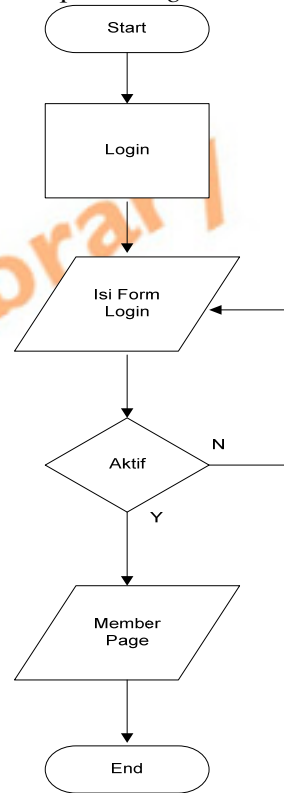 Start
Login
Isi Form
Login
Aktif
N
Y
Member
Page
End